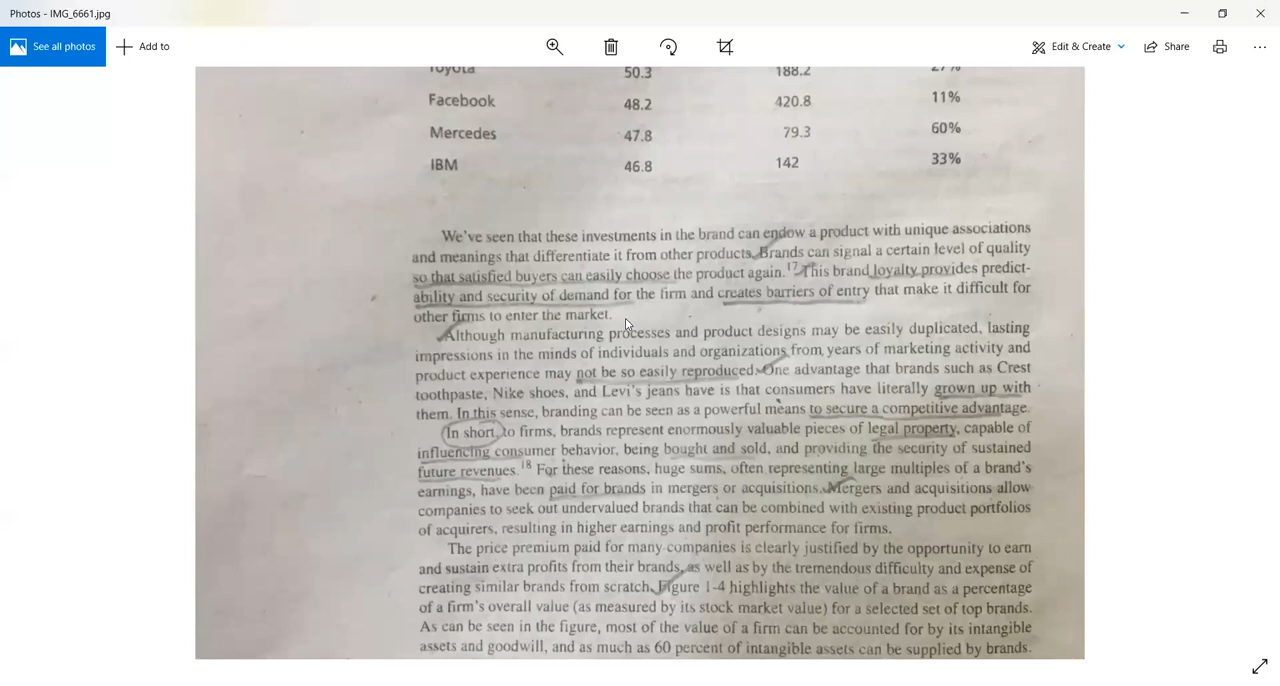 Photos - IMG_6661.jpg
See all photos
Add to
Edit & Create
Share
Toyota 50.3 188.2 27%
Facebook 48.2 420.8 11%
Mercedes 47.8 79.3 60%
IBM 46.8 142 33%
We've seen that these investments in the brand can endow a product with unique associations
and meanings that differentiate it from other products. Brands can signal a certain level of quality
so that satisfied buyers can easily choose the product again.17 This brand loyalty provides predict-
ability and security of demand for the firm and creates barriers of entry that make it difficult for
other firms to enter the market.
Although manufacturing processes and product designs may be easily duplicated, lasting
impressions in the minds of individuals and organizations from years of marketing activity and
product experience may not be so easily reproduced. One advantage that brands such as Crest
toothpaste, Nike shoes, and Levi's jeans have is that consumers have literally grown up with
them. In this sense, branding can be seen as a powerful means to secure a competitive advantage.
In short, to firms, brands represent enormously valuable pieces of legal property, capable of
influencing consumer behavior, being bought and sold, and providing the security of sustained
future revenues.18 For these reasons, huge sums, often representing large multiples of a brand's
earnings, have been paid for brands in mergers or acquisitions. Mergers and acquisitions allow
companies to seek out undervalued brands that can be combined with existing product portfolios
of acquirers, resulting in higher earnings and profit performance for firms.
The price premium paid for many companies is clearly justified by the opportunity to earn
and sustain extra profits from their brands, as well as by the tremendous difficulty and expense of
creating similar brands from scratch. Figure 1-4 highlights the value of a brand as a percentage
of a firm's overall value (as measured by its stock market value) for a selected set of top brands.
As can be seen in the figure, most of the value of a firm can be accounted for by its intangible
assets and goodwill, and as much as 60 percent of intangible assets can be supplied by brands.